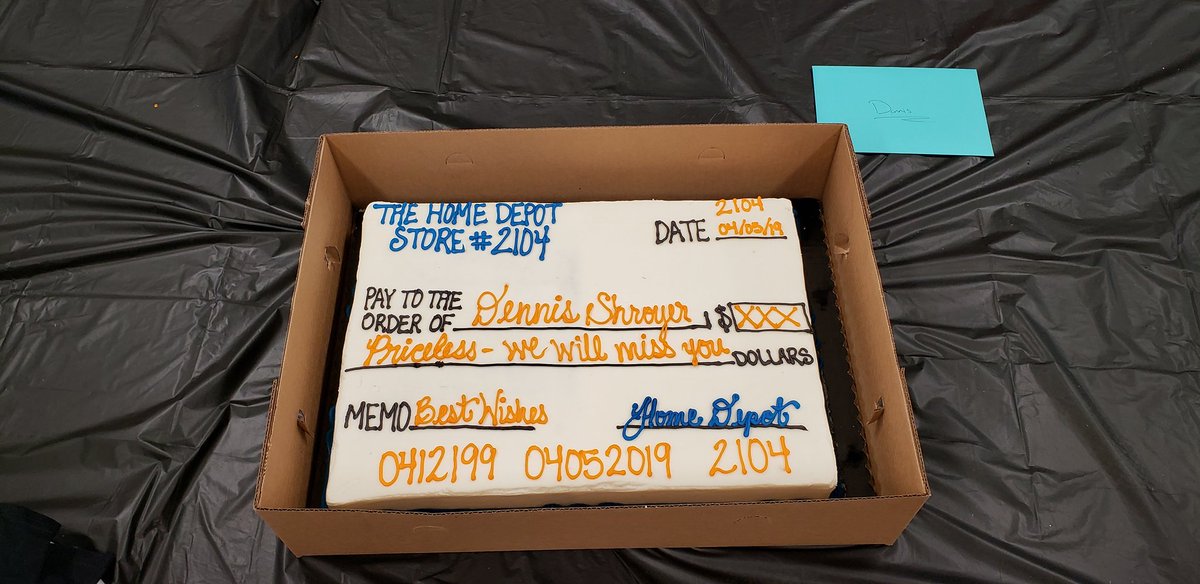 THE HOME DEPOT
STORE # 2104
2104
DATE 04/05/19
PAY TO THE
ORDER OF Dennis Shroyer $ XXX
Priceless - we will miss you DOLLARS
MEMO Best Wishes Home Depot
0412199 04052019 2104